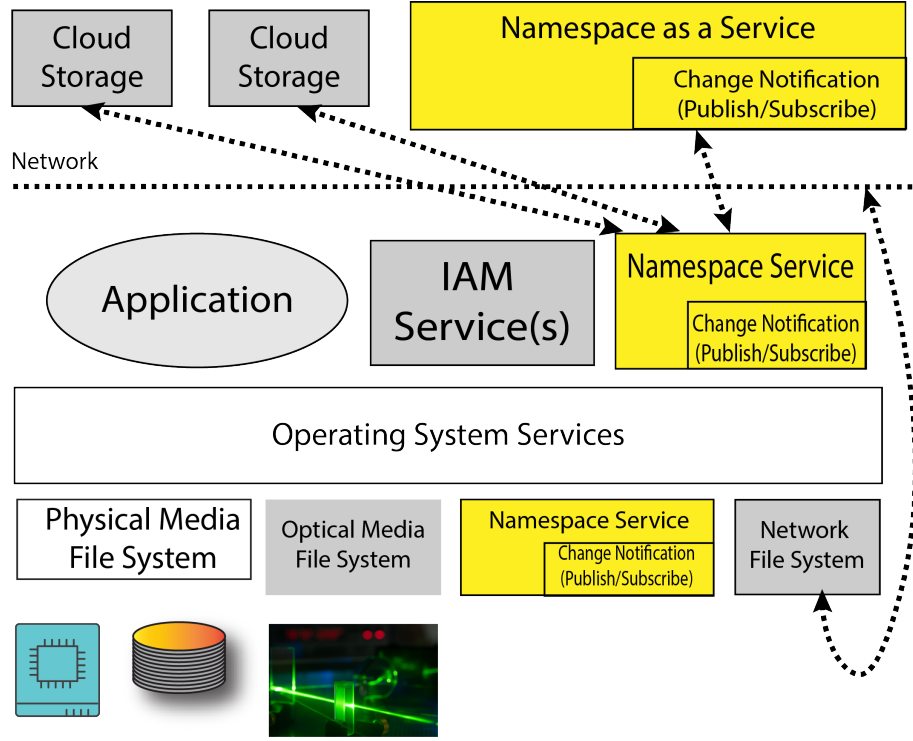 Cloud
Storage
Cloud
Storage
Namespace as a Service
Change Notification
(Publish/Subscribe)
Network
Application
IAM
Service(s)
Namespace Service
Change Notification
(Publish/Subscribe)
Operating System Services
Physical Media
File System
Optical Media
File System
Namespace Service
Change Notification
(Publish/Subscribe)
Network
File System